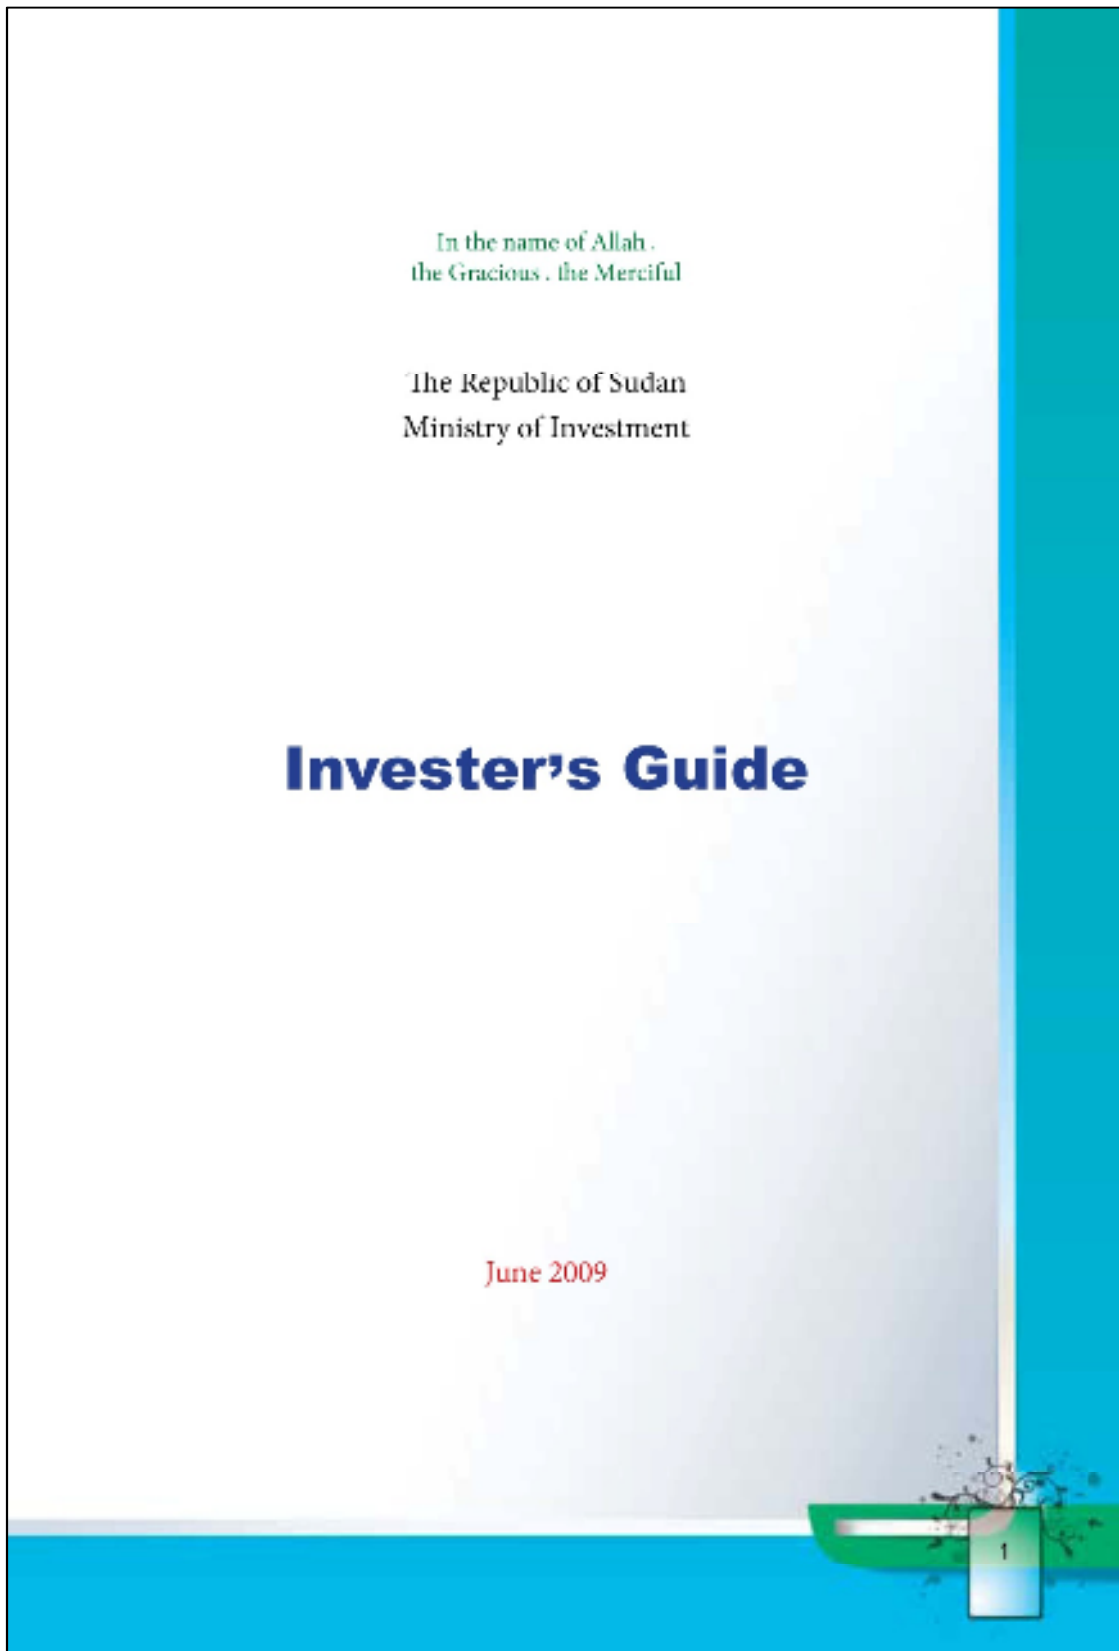 In the name of Allah .
the Gracious . the Merciful
The Republic of Sudan
Ministry of Investment
Invester's Guide
June 2009
1